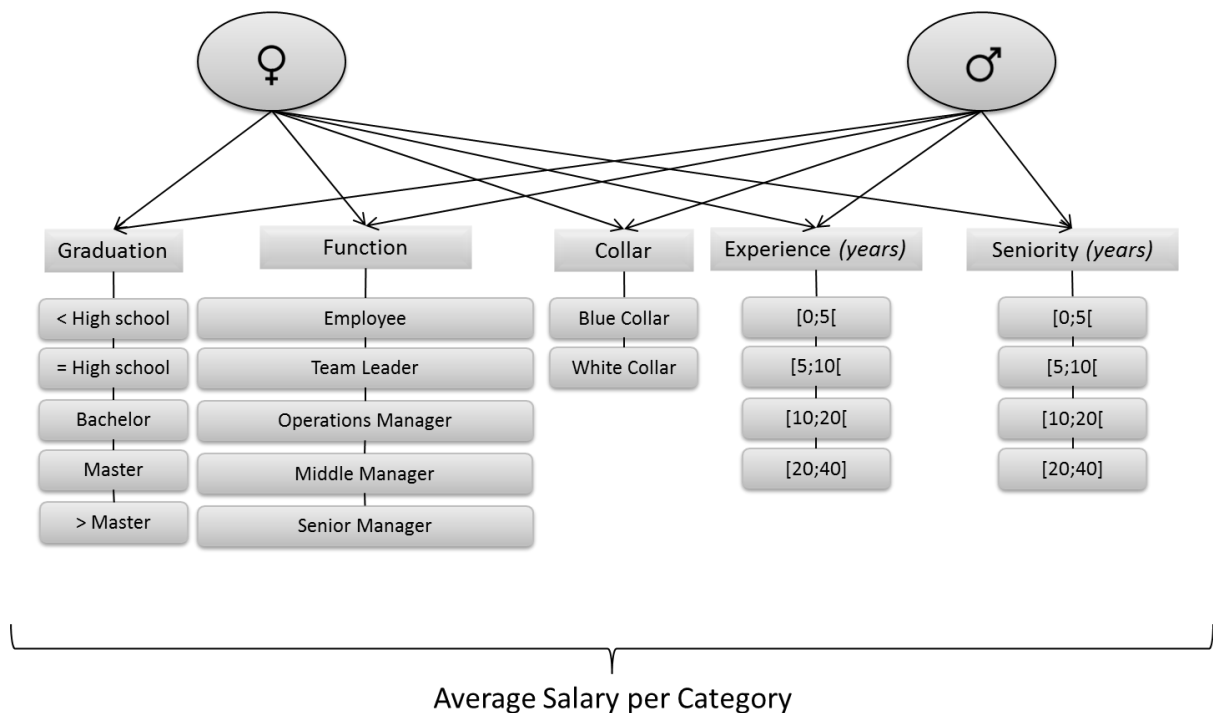 ♀ ♂
Graduation Function Collar Experience (years) Seniority (years)
< High school Employee Blue Collar [0;5[ [0;5[
= High school Team Leader White Collar [5;10[ [5;10[
Bachelor Operations Manager [10;20[ [10;20[
Master Middle Manager [20;40] [20;40]
> Master Senior Manager
Average Salary per Category